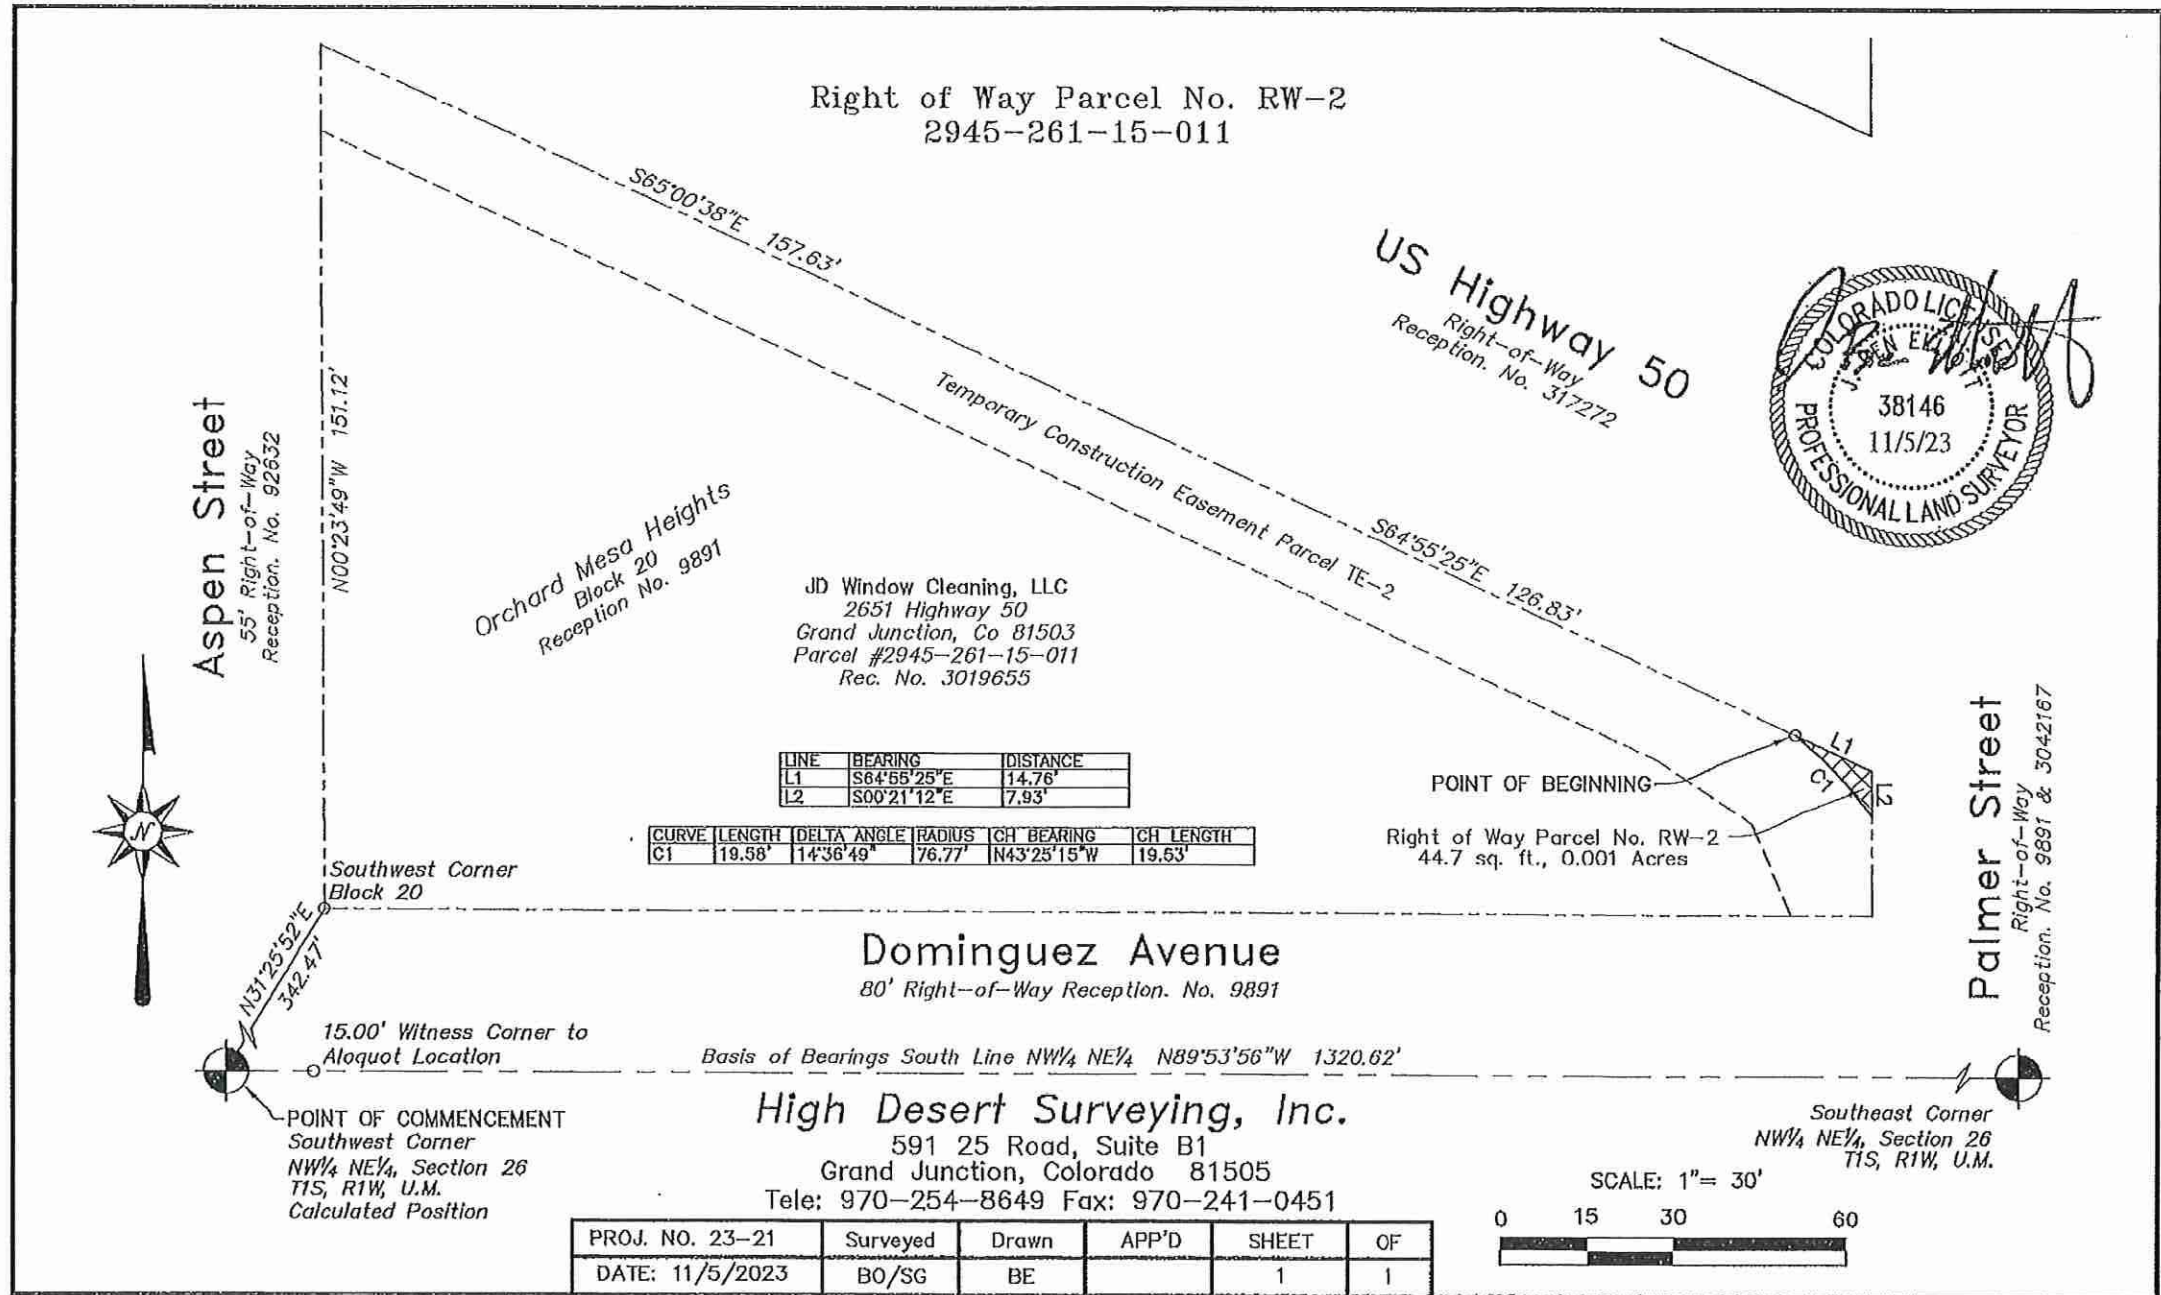 Right of Way Parcel No. RW-2
2945-261-15-011
S65°00'38"E 157.63'
US Highway 50
Right-of-Way
Reception. No. 317272
COLORADO LICENSED
38146
11/5/23
PROFESSIONAL LAND SURVEYOR
Temporary Construction Easement Parcel TE-2
S64°55'25"E 126.83'
Aspen Street
55' Right-of-Way
Reception. No. 92632
N00°23'49"W 151.12'
Orchard Mesa Heights
Block 20
Reception No. 9891
JD Window Cleaning, LLC
2651 Highway 50
Grand Junction, Co 81503
Parcel #2945-261-15-011
Rec. No. 3019655
LINE BEARING DISTANCE
L1 S64°55'25"E 14.76'
L2 S00°21'12"E 7.93'
CURVE LENGTH DELTA ANGLE RADIUS CH BEARING CH LENGTH
C1 19.58' 14°36'49" 76.77' N43°25'15"W 19.53'
L1
C1
L2
POINT OF BEGINNING
Right of Way Parcel No. RW-2
44.7 sq. ft., 0.001 Acres
Palmer Street
Right-of-Way
Reception. No. 9891 & 3042167
N
Southwest Corner
Block 20
N31°25'52"E
342.47'
Dominguez Avenue
80' Right-of-Way Reception. No. 9891
15.00' Witness Corner to
Aloquot Location
Basis of Bearings South Line NW¼ NE¼ N89°53'56"W 1320.62'
POINT OF COMMENCEMENT
Southwest Corner
NW¼ NE¼, Section 26
T1S, R1W, U.M.
Calculated Position
High Desert Surveying, Inc.
591 25 Road, Suite B1
Grand Junction, Colorado 81505
Tele: 970-254-8649 Fax: 970-241-0451
Southeast Corner
NW¼ NE¼, Section 26
T1S, R1W, U.M.
SCALE: 1"= 30'
0 15 30 60
PROJ. NO. 23-21 Surveyed Drawn APP'D SHEET OF
DATE: 11/5/2023 BO/SG BE 1 1